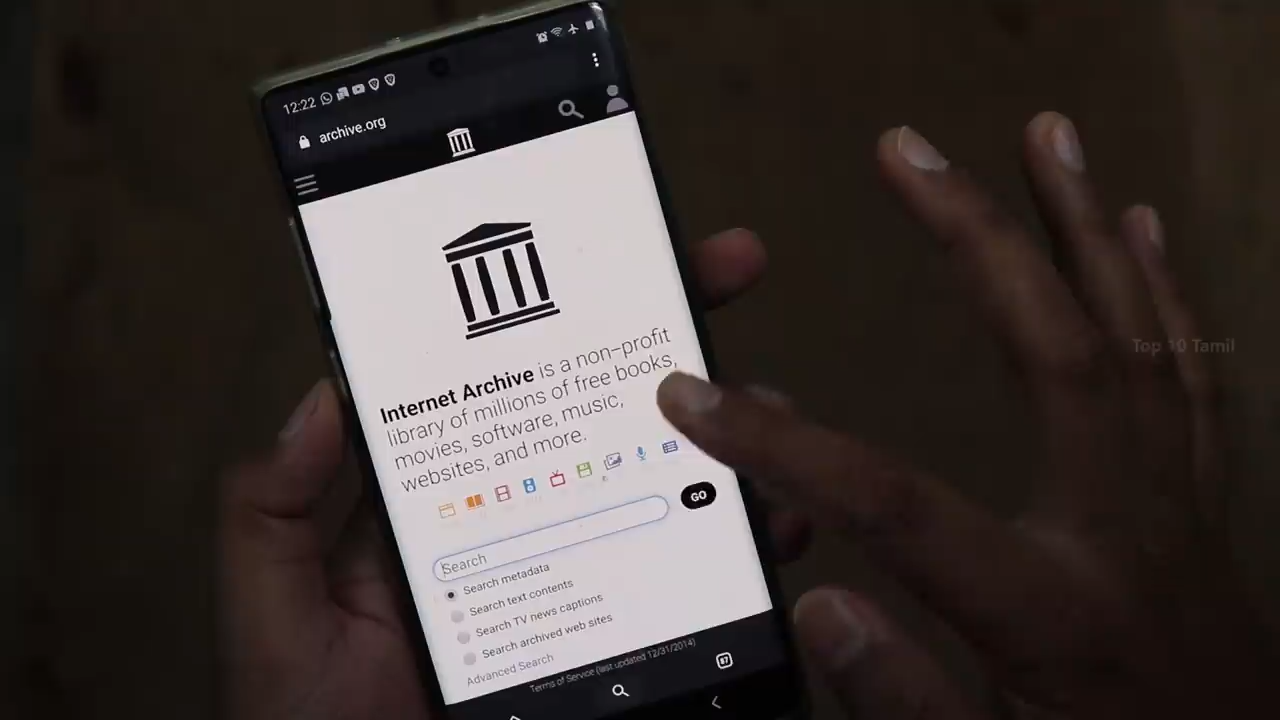 12:22
archive.org
Internet Archive is a non-profit
library of millions of free books,
movies, software, music,
websites, and more.
Search
GO
Search metadata
Search text contents
Search TV news captions
Search archived web sites
Advanced Search
Terms of Service (last updated 12/31/2014)
Top 10 Tamil